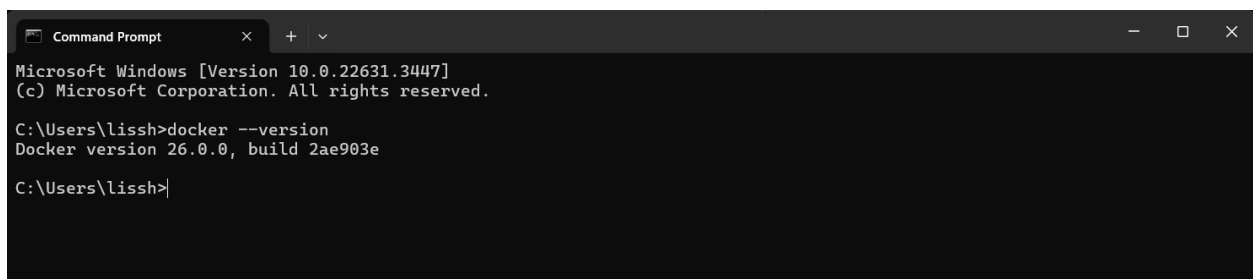 Command Prompt
Microsoft Windows [Version 10.0.22631.3447]
(c) Microsoft Corporation. All rights reserved.
C:\Users\lissh>docker --version
Docker version 26.0.0, build 2ae903e
C:\Users\lissh>